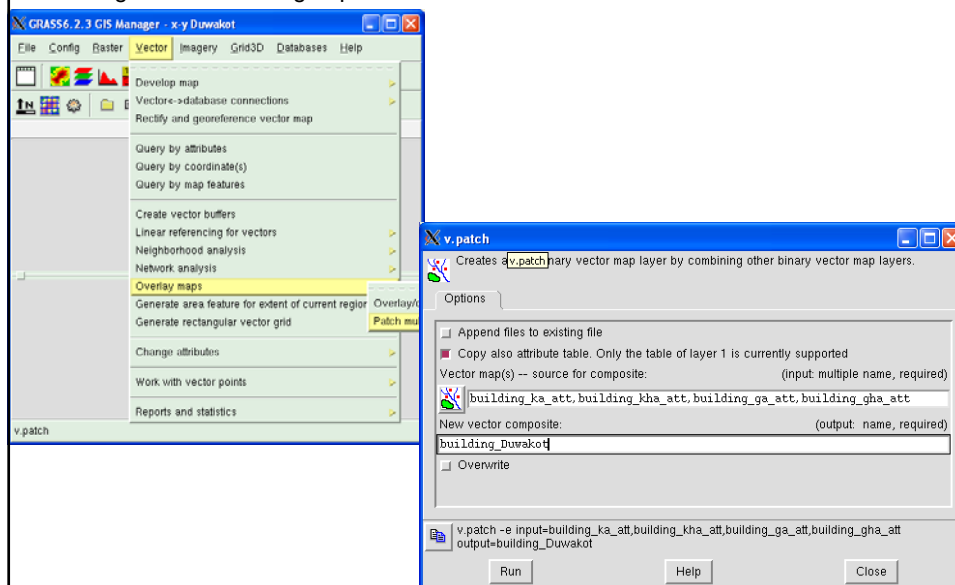 GRASS6.2.3 GIS Manager - x-y Duwakot
File Config Raster Vector Imagery Grid3D Databases Help
Develop map
Vector<->database connections
Rectify and georeference vector map
Query by attributes
Query by coordinate(s)
Query by map features
Create vector buffers
Linear referencing for vectors
Neighborhood analysis
Network analysis
Overlay maps
Generate area feature for extent of current region
Generate rectangular vector grid
Change attributes
Work with vector points
Reports and statistics
v.patch
Patch
v.patch
Creates a v.patch nary vector map layer by combining other binary vector map layers.
Options
Append files to existing file
Copy also attribute table. Only the table of layer 1 is currently supported
Vector map(s) -- source for composite: (input: multiple name, required)
building_ka_att,building_kha_att,building_ga_att,building_gha_att
New vector composite: (output: name, required)
building_Duwakot
Overwrite
v.patch -e input=building_ka_att,building_kha_att,building_ga_att,building_gha_att
output=building_Duwakot
Run Help Close